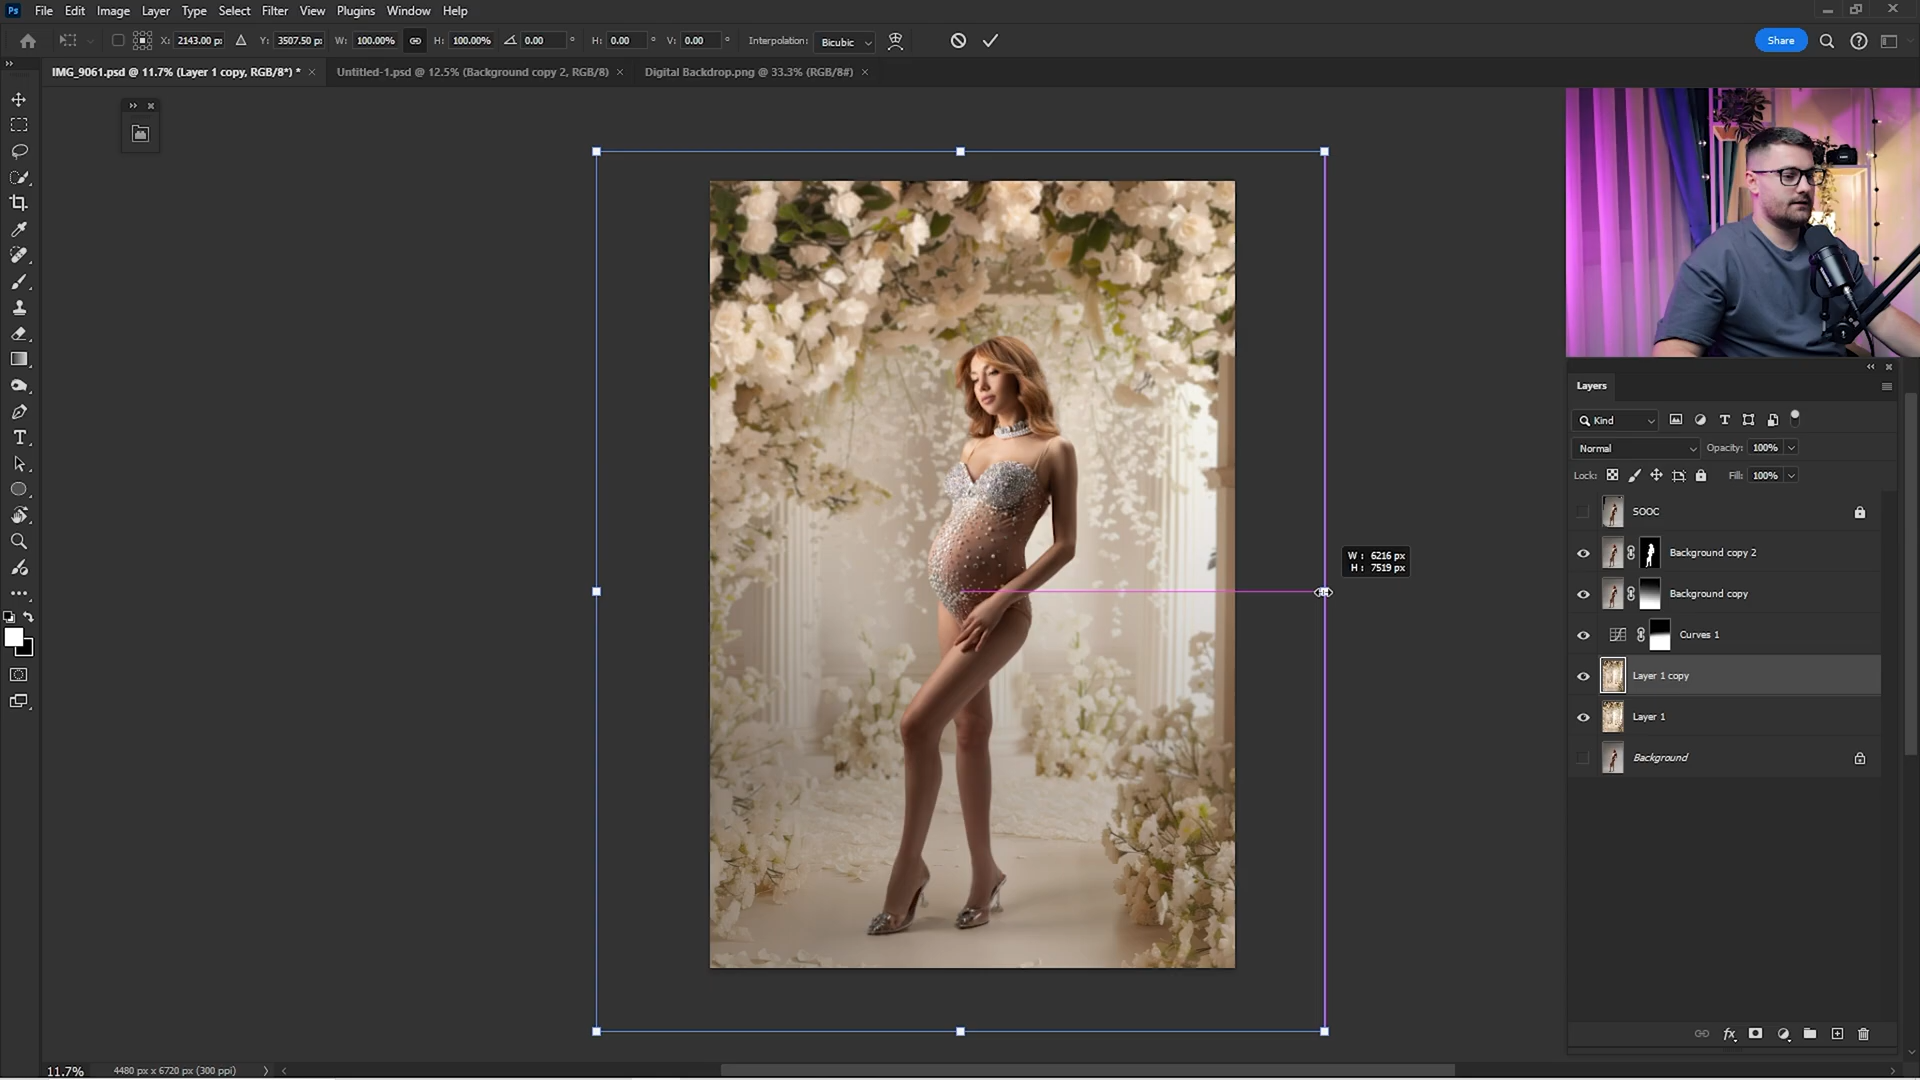 Ps File Edit Image Layer Type Select Filter View Plugins Window Help
X: 2143.00 p: Y: 3507.50 p: W: 100.00% H: 100.00% 0.00 ° H: 0.00 ° V: 0.00 ° Interpolation: Bicubic Share
IMG_9061.psd @ 11.7% (Layer 1 copy, RGB/8*) * × Untitled-1.psd @ 12.5% (Background copy 2, RGB/8) × Digital Backdrop.png @ 33.3% (RGB/8#) ×
W : 6216 px
H : 7519 px
Layers
Kind
Normal Opacity: 100%
Lock: Fill: 100%
SOOC
Background copy 2
Background copy
Curves 1
Layer 1 copy
Layer 1
Background
fx
11.7% 4480 px x 6720 px (300 ppi)